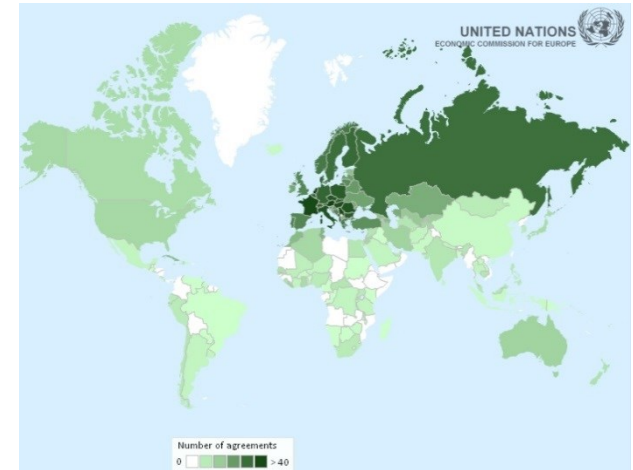 UNITED NATIONS
ECONOMIC COMMISSION FOR EUROPE
Number of agreements
0 >40